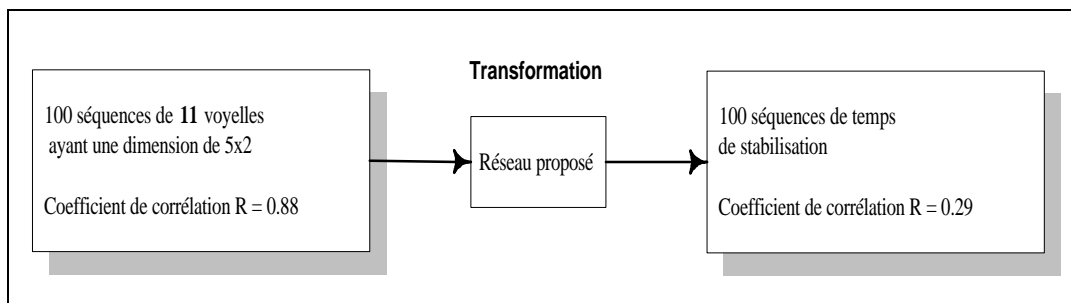 100 séquences de 11 voyelles
ayant une dimension de 5x2
Coefficient de corrélation R = 0.88
Transformation
Réseau proposé
100 séquences de temps
de stabilisation
Coefficient de corrélation R = 0.29